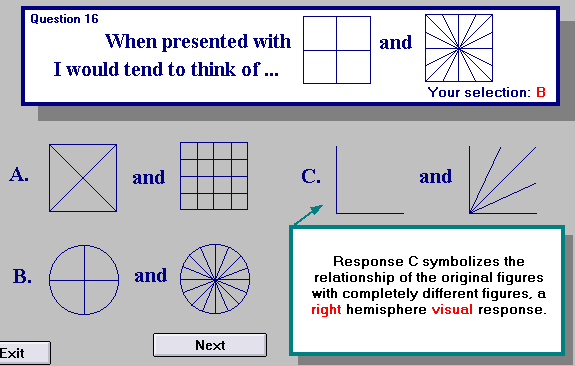 Question 16
When presented with and
I would tend to think of ...
Your selection: B
A. and
C. and
B. and
Response C symbolizes the
relationship of the original figures
with completely different figures, a
right hemisphere visual response.
Exit
Next